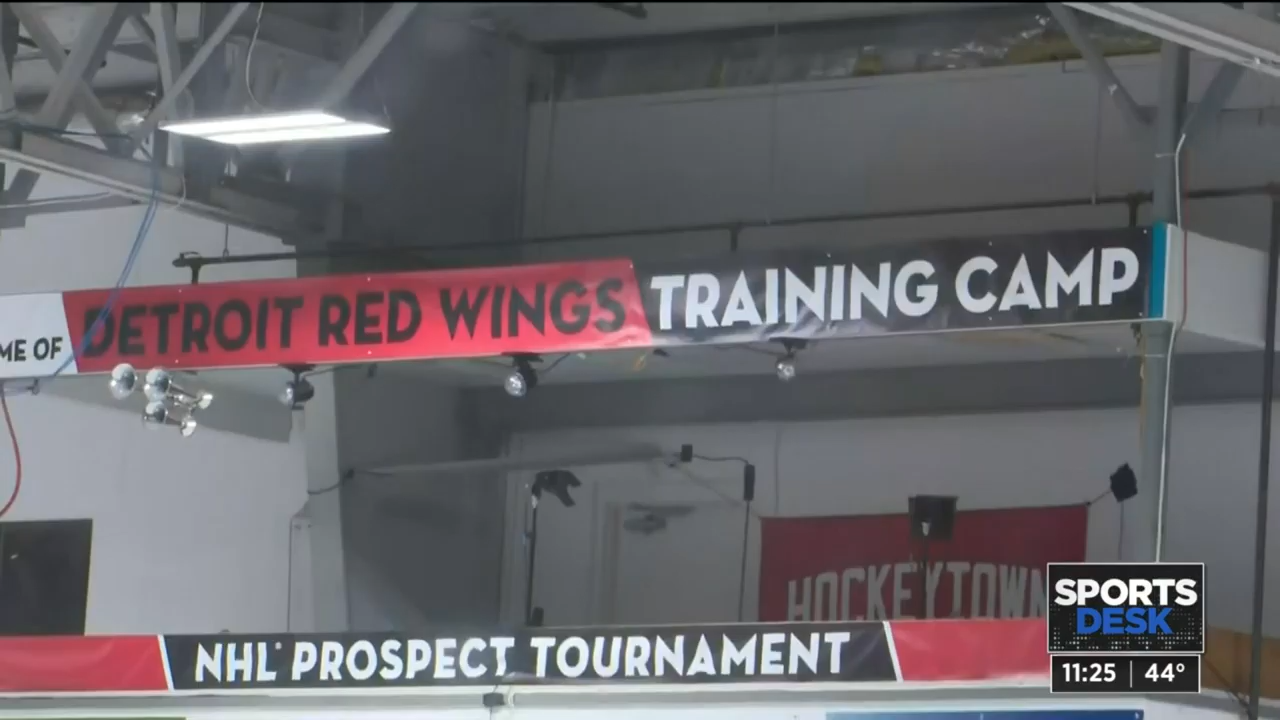 ME OF DETROIT RED WINGS TRAINING CAMP
HOCKEYTOWN
NHL PROSPECT TOURNAMENT
SPORTS
DESK
11:25 44°